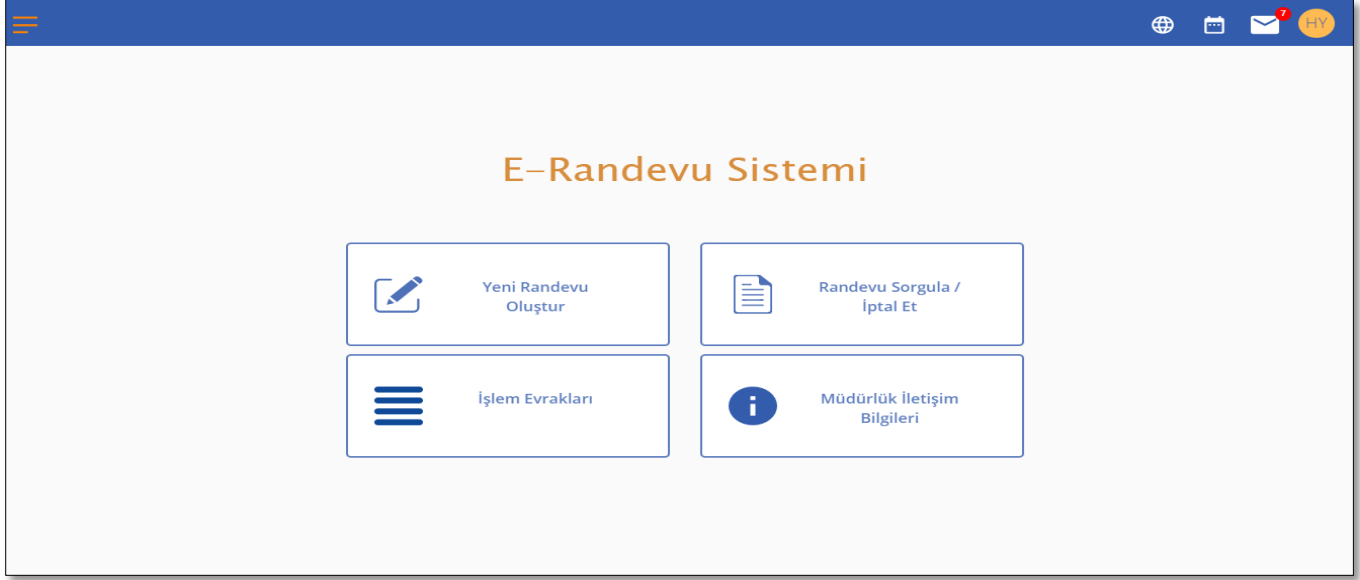 7
HY
E-Randevu Sistemi
Yeni Randevu
Oluştur
Randevu Sorgula /
İptal Et
İşlem Evrakları
Müdürlük İletişim
Bilgileri